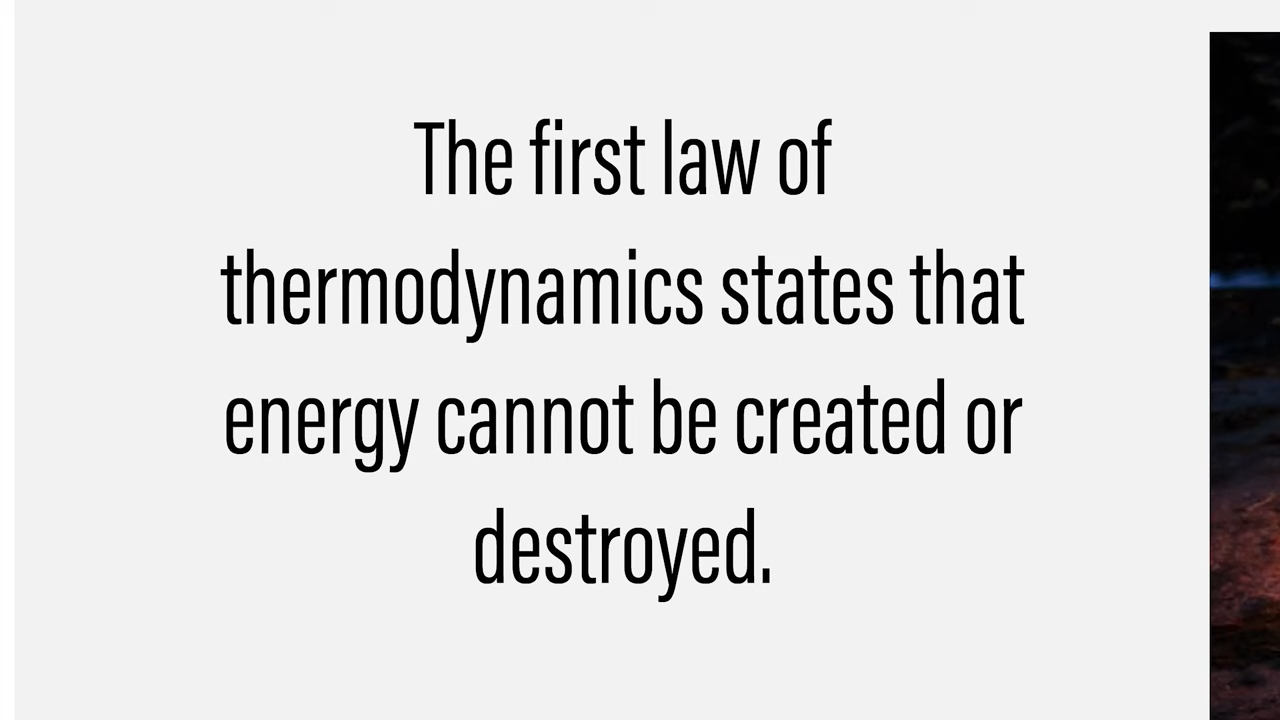 The first law of
thermodynamics states that
energy cannot be created or
destroyed.